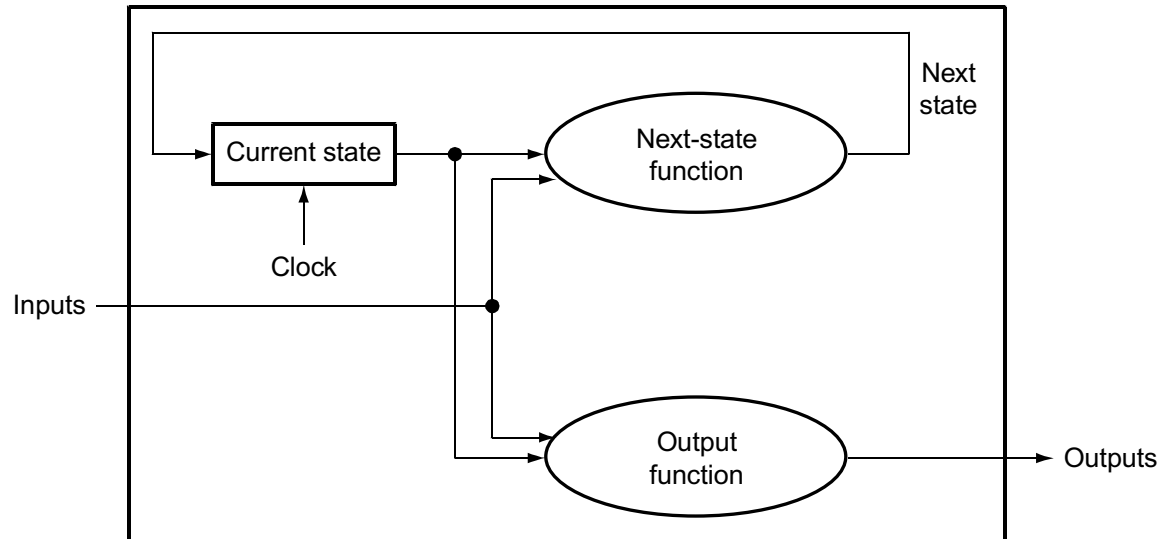 Next
state
Current state
Next-state
function
Clock
Inputs
Output
function
Outputs